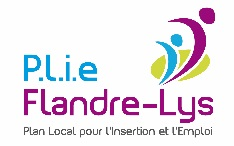 P.l.i.e
Flandre-Lys
Plan Local pour l'Insertion et l'Emploi